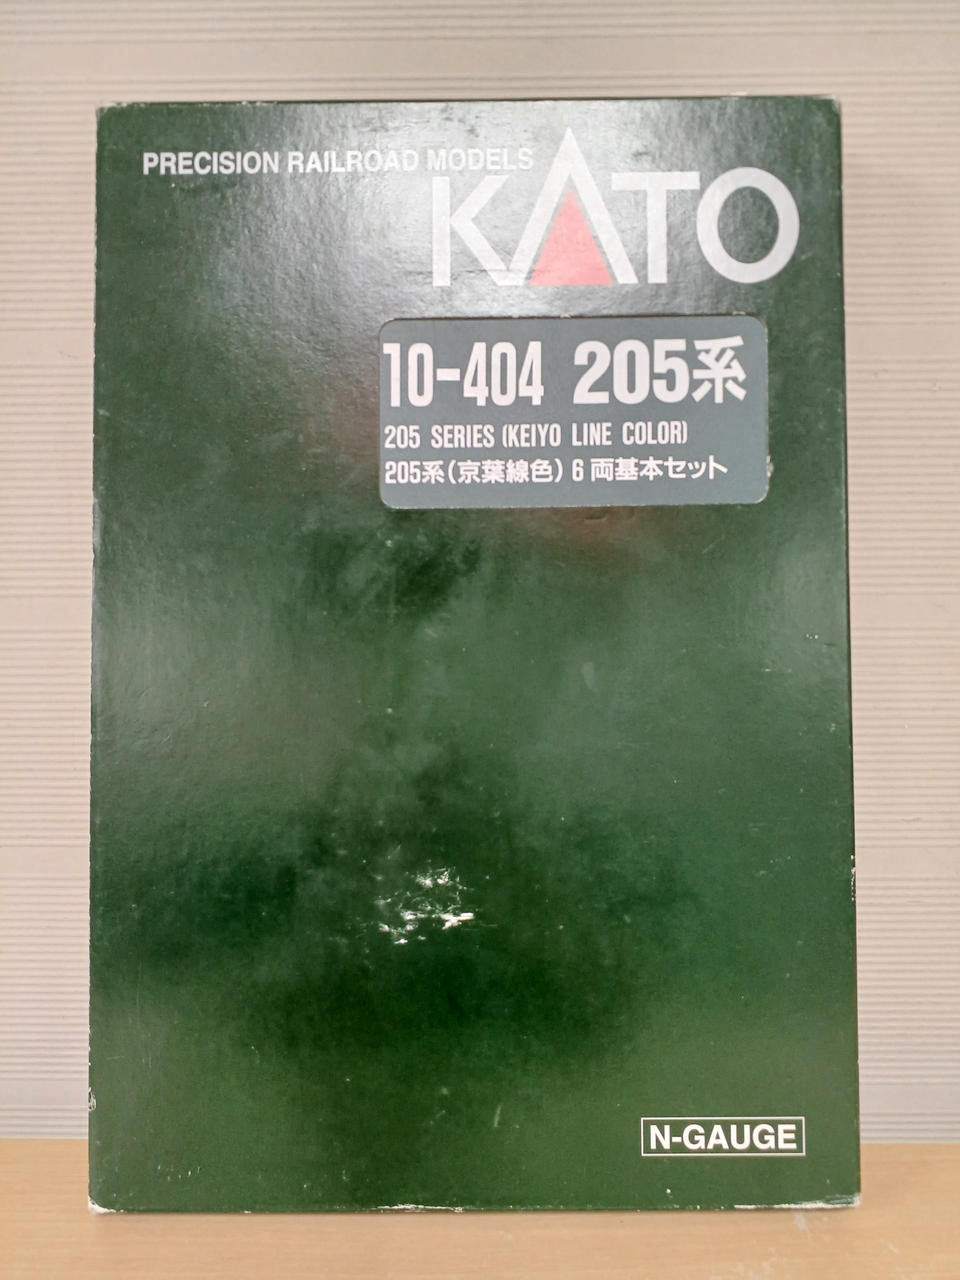 PRECISION RAILROAD MODELS
KATO
10-404 205系
205 SERIES (KEIYO LINE COLOR)
205系(京葉線色) 6両基本セット
N-GAUGE